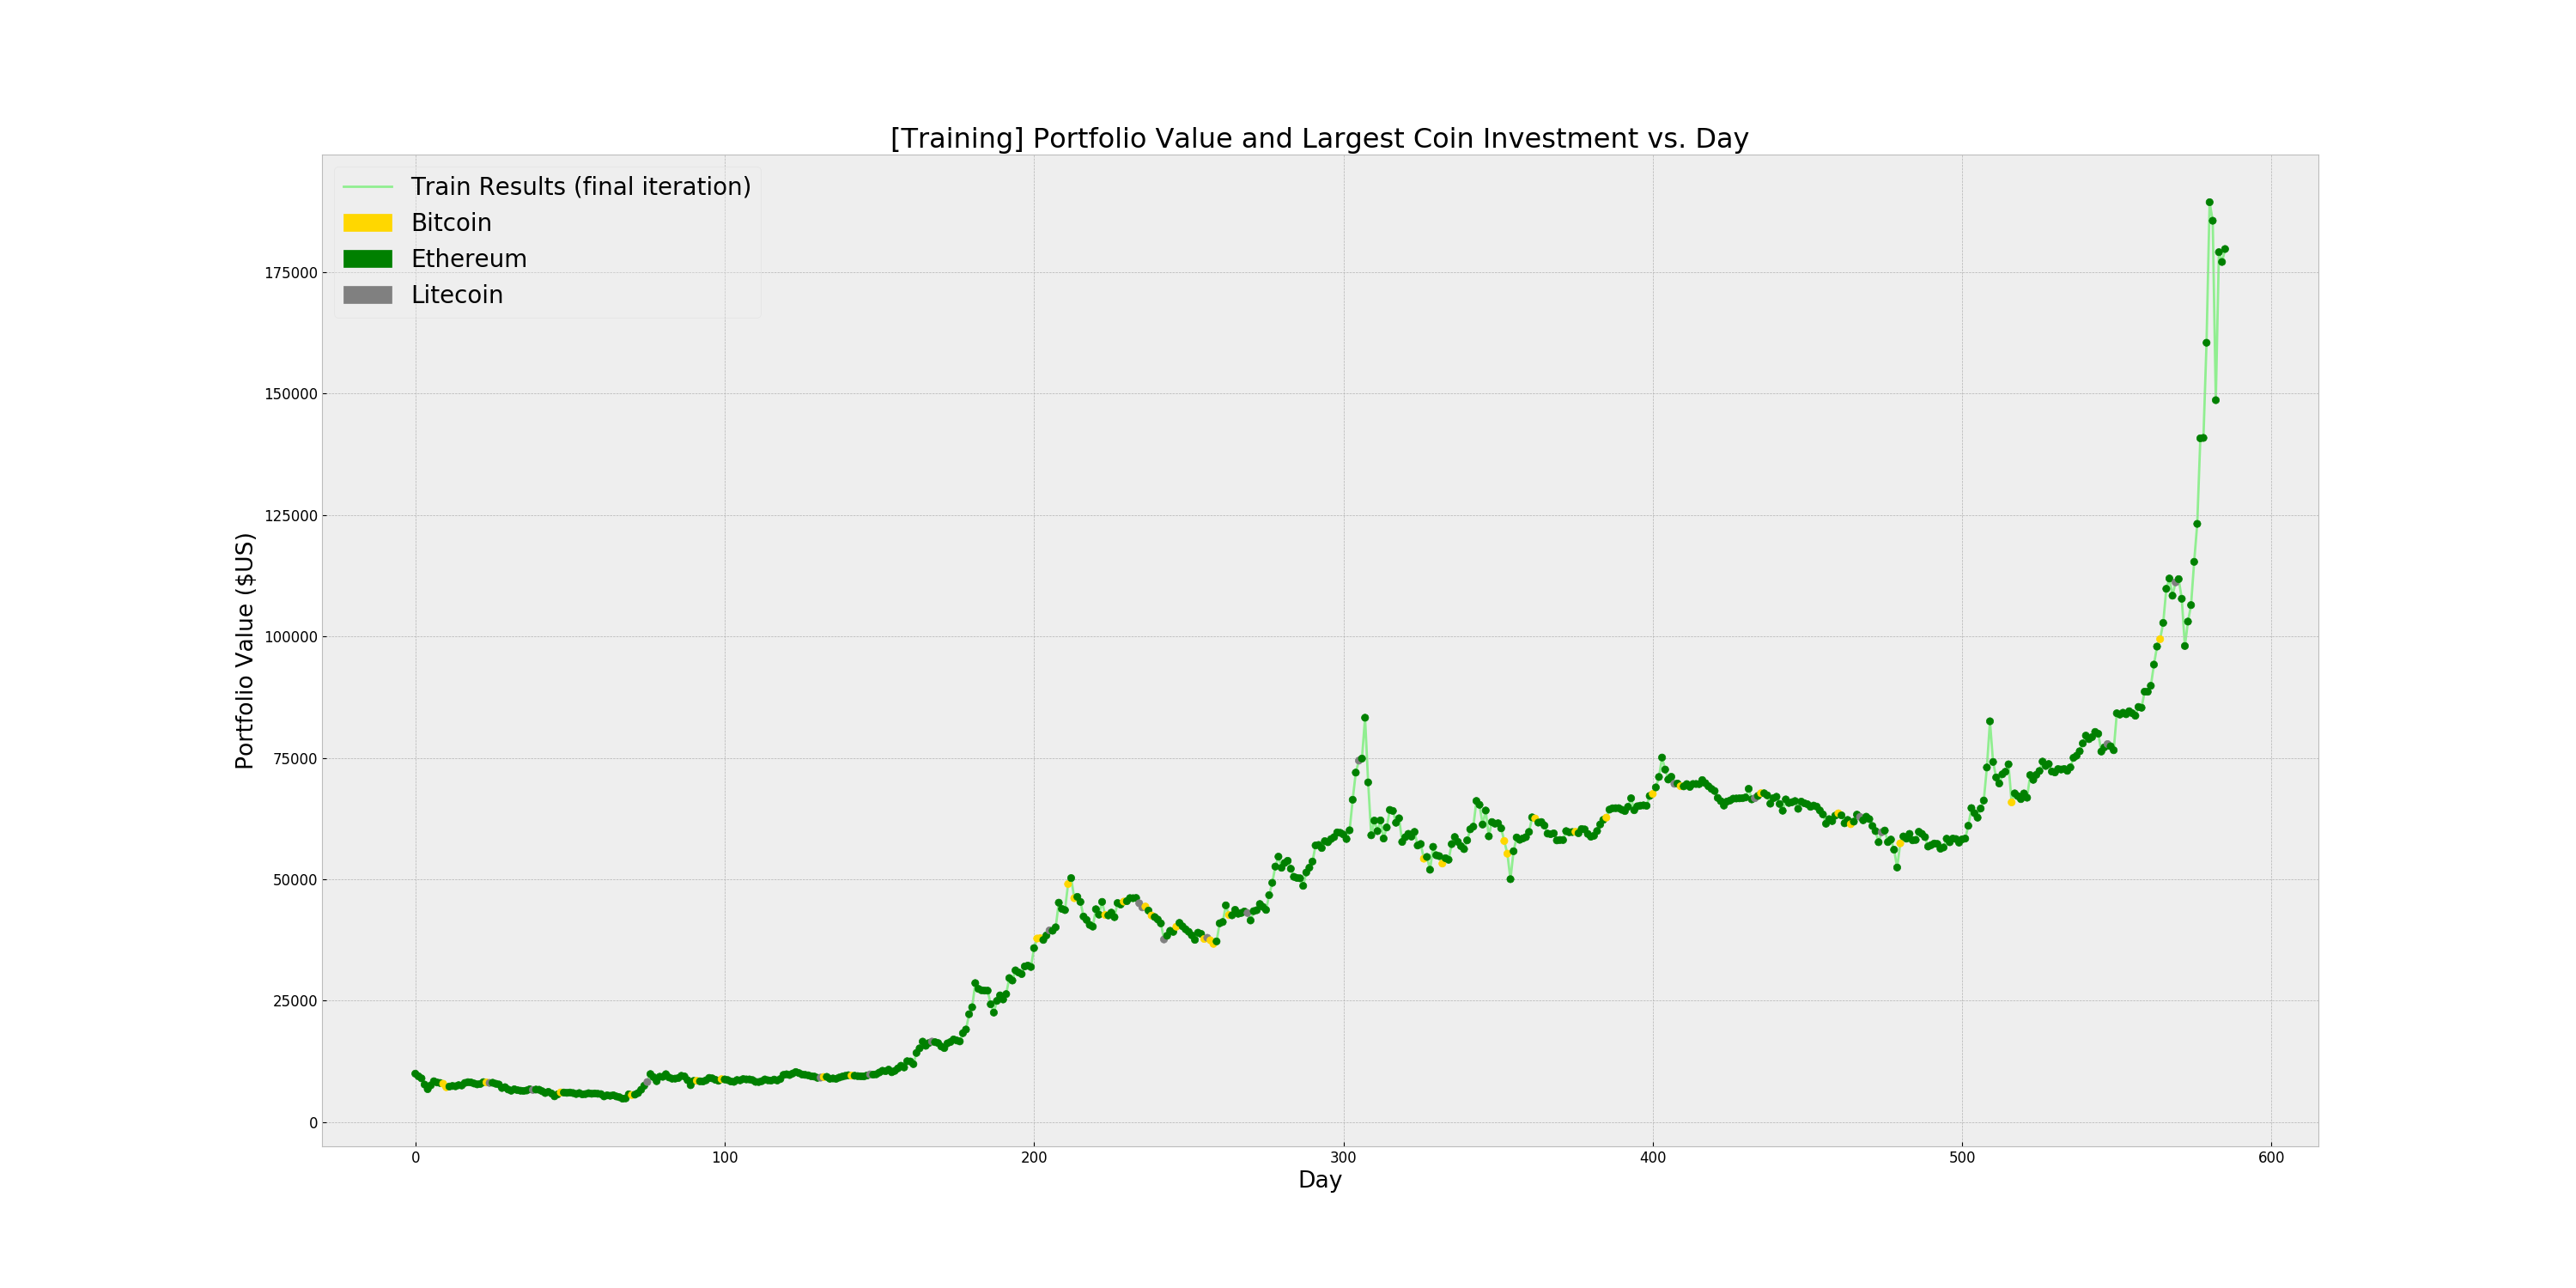 [Training] Portfolio Value and Largest Coin Investment vs. Day
Train Results (final iteration)
Bitcoin
Ethereum
Litecoin
Portfolio Value ($US)
175000
150000
125000
100000
75000
50000
25000
0
0 100 200 300 400 500 600
Day